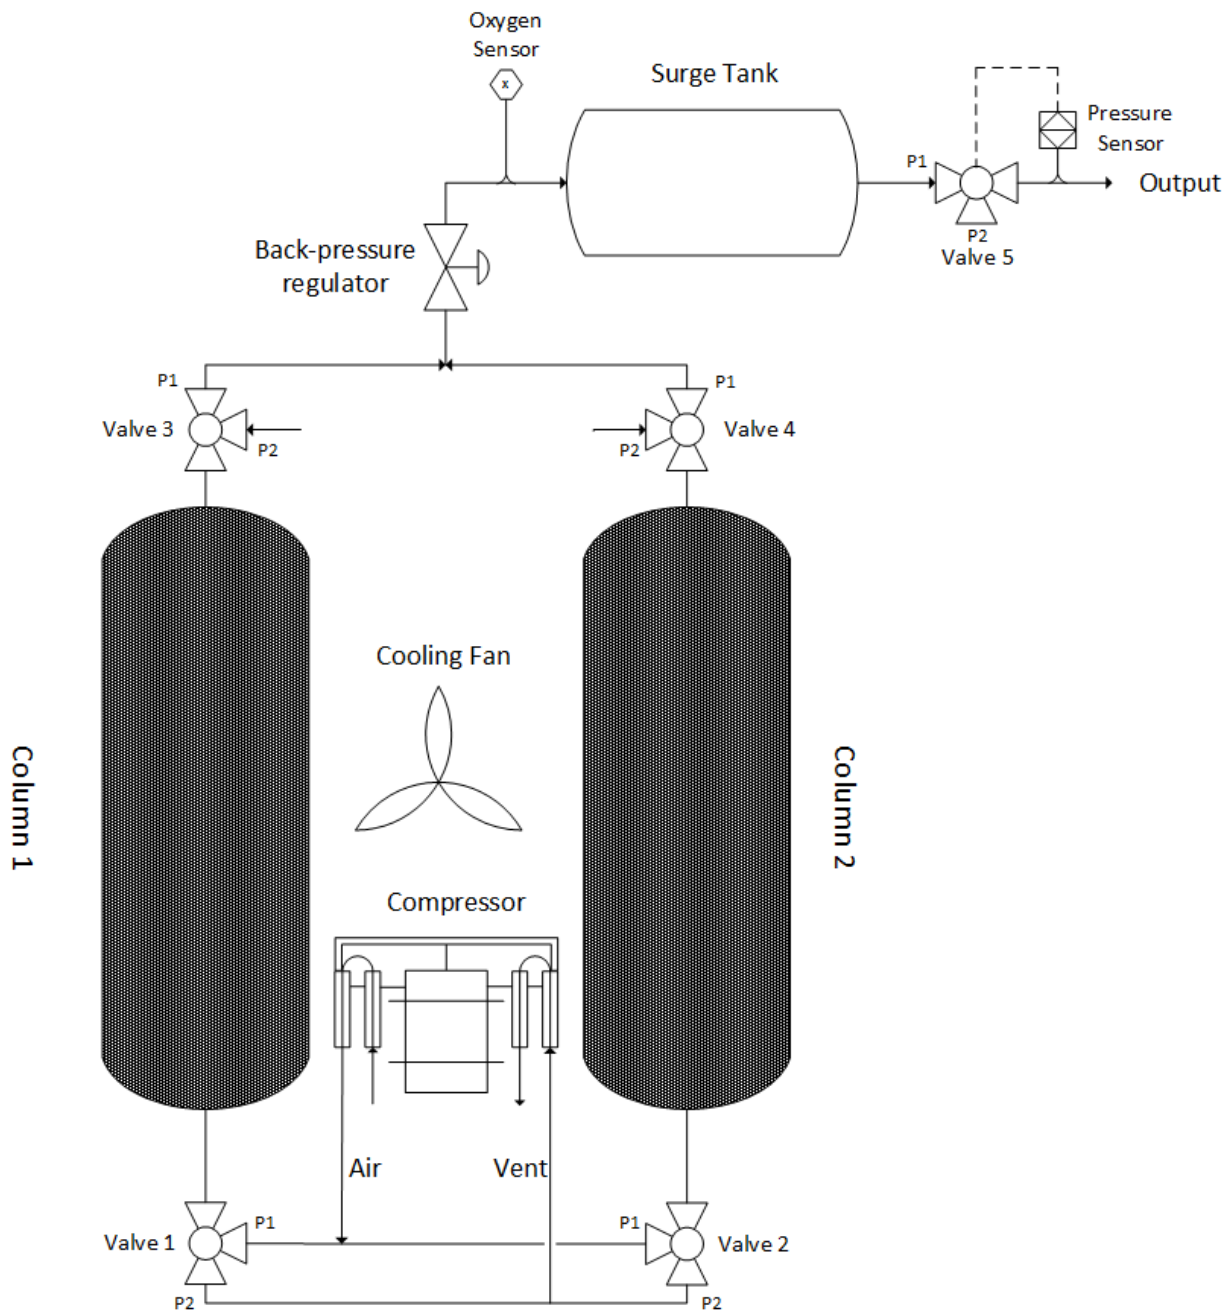 Oxygen
Sensor
x
Surge Tank
Pressure
Sensor
P1
Output
P2
Valve 5
Back-pressure
regulator
P1
P1
Valve 3
P2
P2
Valve 4
Cooling Fan
Column 1
Column 2
Compressor
Air
Vent
Valve 1
P1
P1
Valve 2
P2
P2